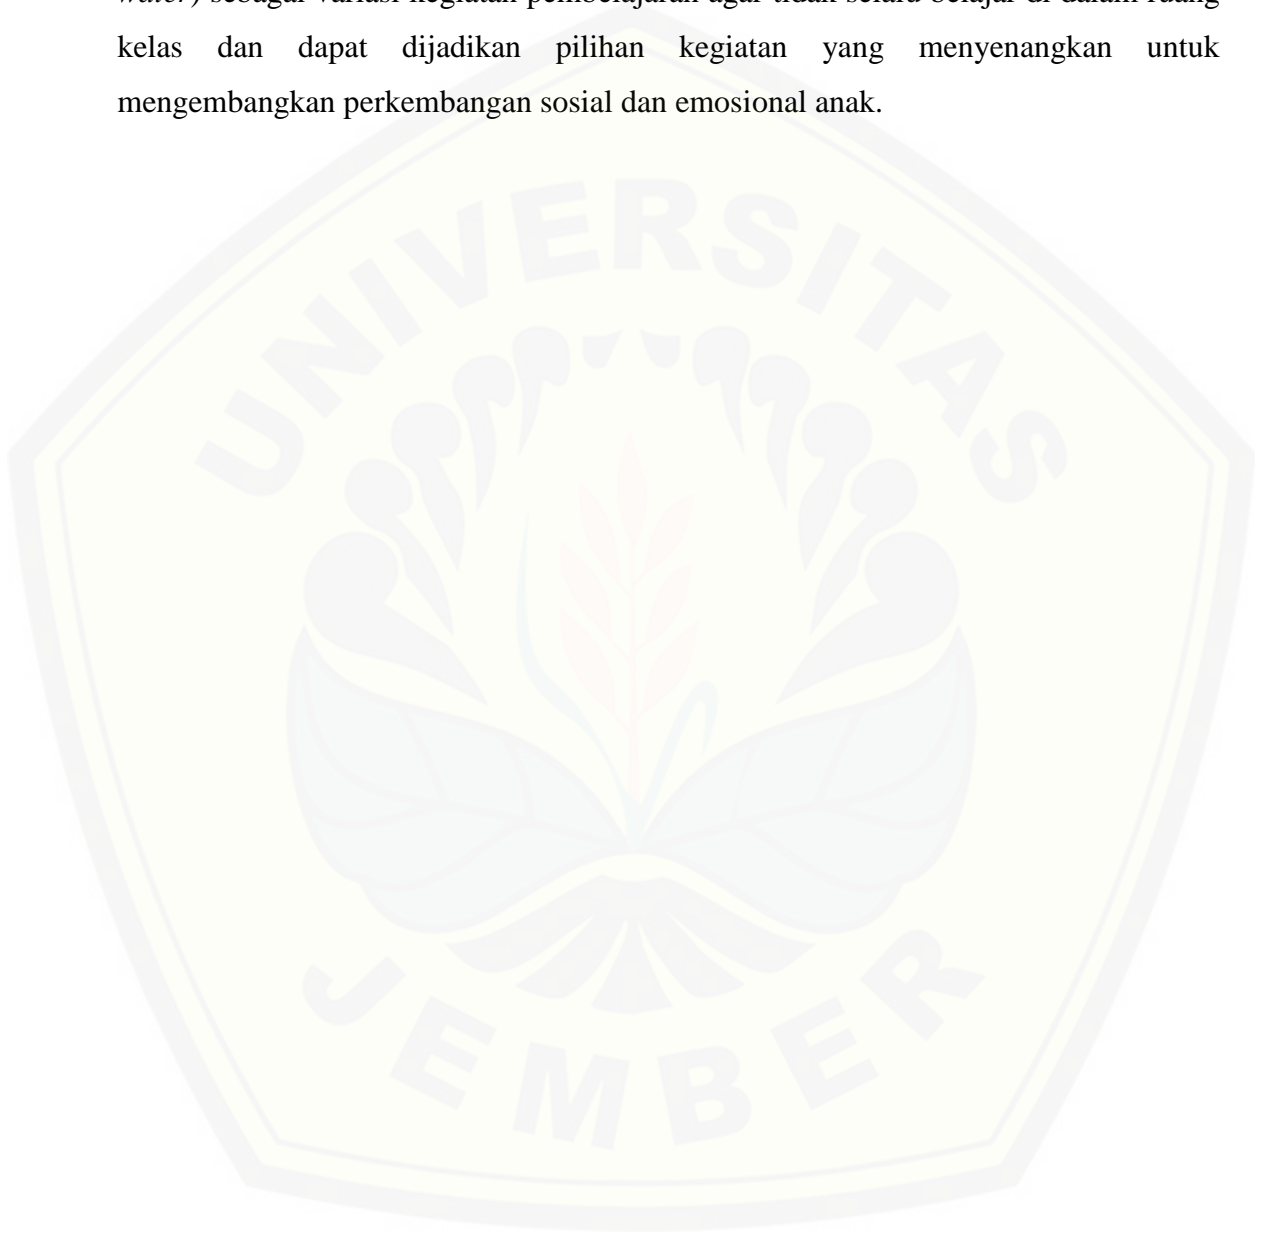 water) sebagai variasi kegiatan pembelajaran agar tidak selalu belajar di dalam ruang
kelas dan dapat dijadikan pilihan kegiatan yang menyenangkan untuk
mengembangkan perkembangan sosial dan emosional anak.
UNIVERSITAS
JEMBER